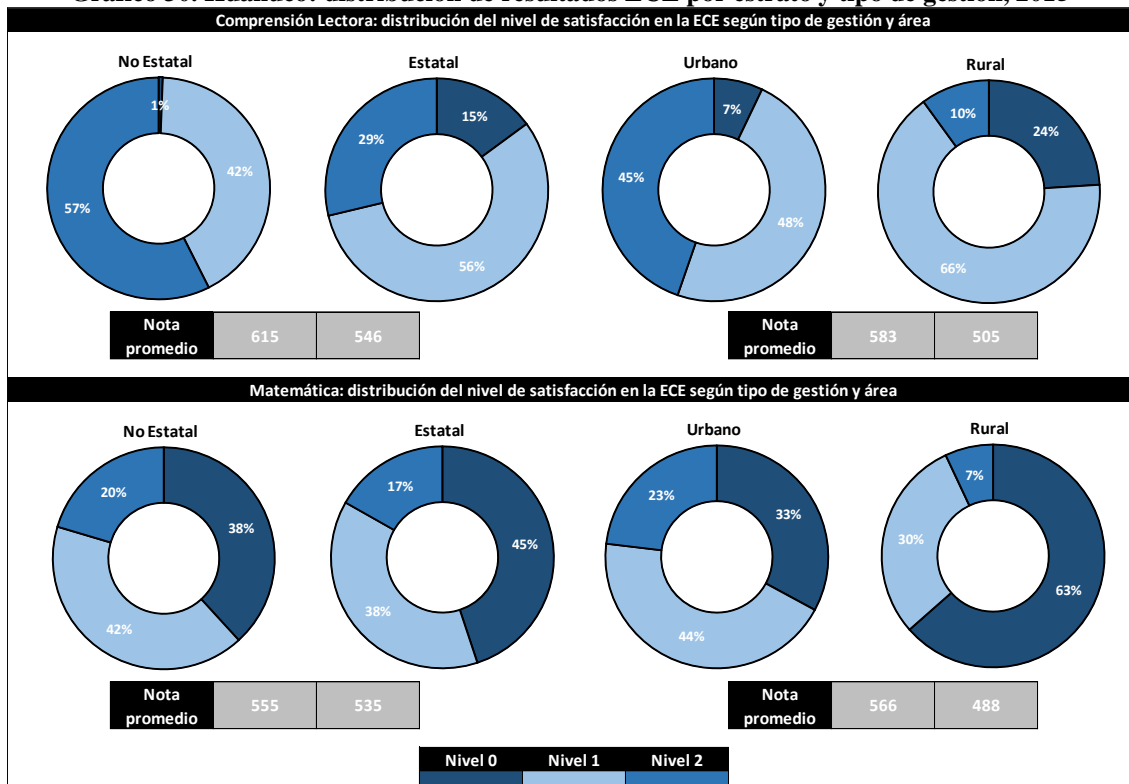 Comprensión Lectora: distribución del nivel de satisfacción en la ECE según tipo de gestión y área
No Estatal
Estatal
Urbano
Rural
1%
42%
57%
15%
29%
56%
7%
45%
48%
10%
24%
66%
Nota promedio 615 546
Nota promedio 583 505
Matemática: distribución del nivel de satisfacción en la ECE según tipo de gestión y área
No Estatal
Estatal
Urbano
Rural
20%
38%
42%
17%
45%
38%
23%
33%
44%
7%
30%
63%
Nota promedio 555 535
Nota promedio 566 488
Nivel 0 Nivel 1 Nivel 2